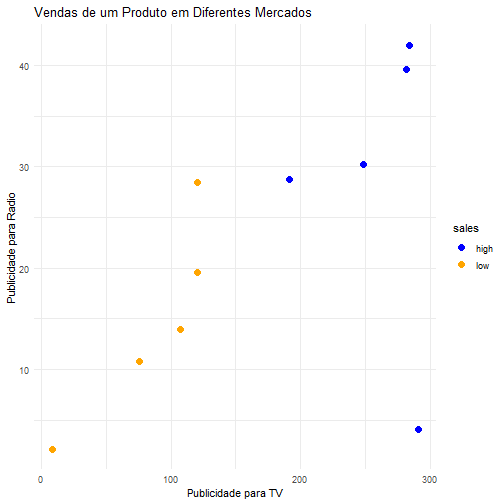 Vendas de um Produto em Diferentes Mercados
Publicidade para Radio
40
30
20
10
0
100
200
300
Publicidade para TV
sales
high
low